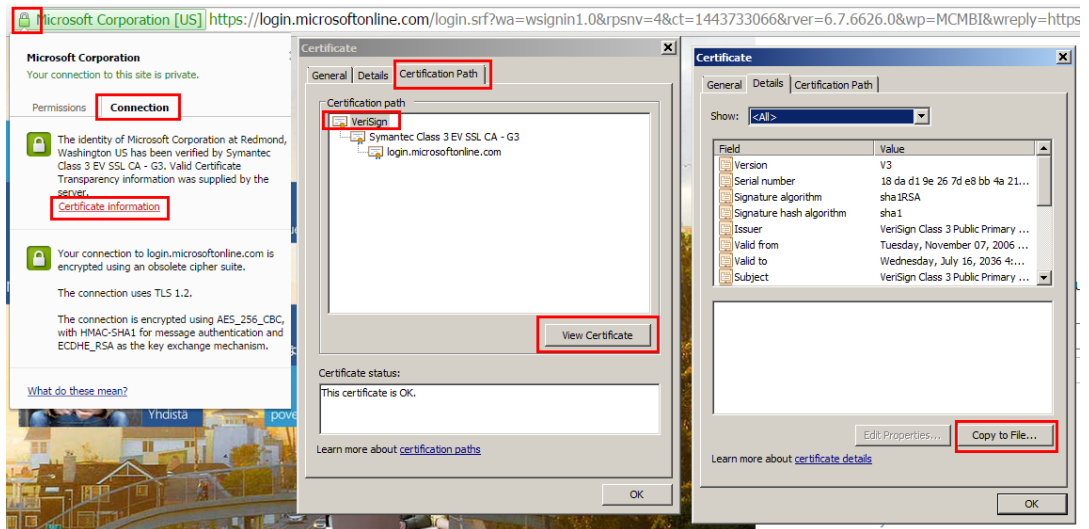 Microsoft Corporation [US] https://login.microsoftonline.com/login.srf?wa=wsignin1.0&rpsnv=4&ct=1443733066&rver=6.7.6626.0&wp=MCMBI&wreply=https
Microsoft Corporation
Your connection to this site is private.
Permissions Connection
The identity of Microsoft Corporation at Redmond,
Washington US has been verified by Symantec
Class 3 EV SSL CA - G3. Valid Certificate
Transparency information was supplied by the
server.
Certificate information
Your connection to login.microsoftonline.com is
encrypted using an obsolete cipher suite.
The connection uses TLS 1.2.
The connection is encrypted using AES_256_CBC,
with HMAC-SHA1 for message authentication and
ECDHE_RSA as the key exchange mechanism.
What do these mean?
Yhdistä
pove
Certificate
General Details Certification Path
Certification path
VeriSign
Symantec Class 3 EV SSL CA - G3
login.microsoftonline.com
View Certificate
Certificate status:
This certificate is OK.
Learn more about certification paths
OK
Certificate
General Details Certification Path
Show: <All>
Field Value
Version V3
Serial number 18 da d1 9e 26 7d e8 bb 4a 21...
Signature algorithm sha1RSA
Signature hash algorithm sha1
Issuer VeriSign Class 3 Public Primary ...
Valid from Tuesday, November 07, 2006 ...
Valid to Wednesday, July 16, 2036 4:...
Subject VeriSign Class 3 Public Primary ...
Edit Properties... Copy to File...
Learn more about certificate details
OK